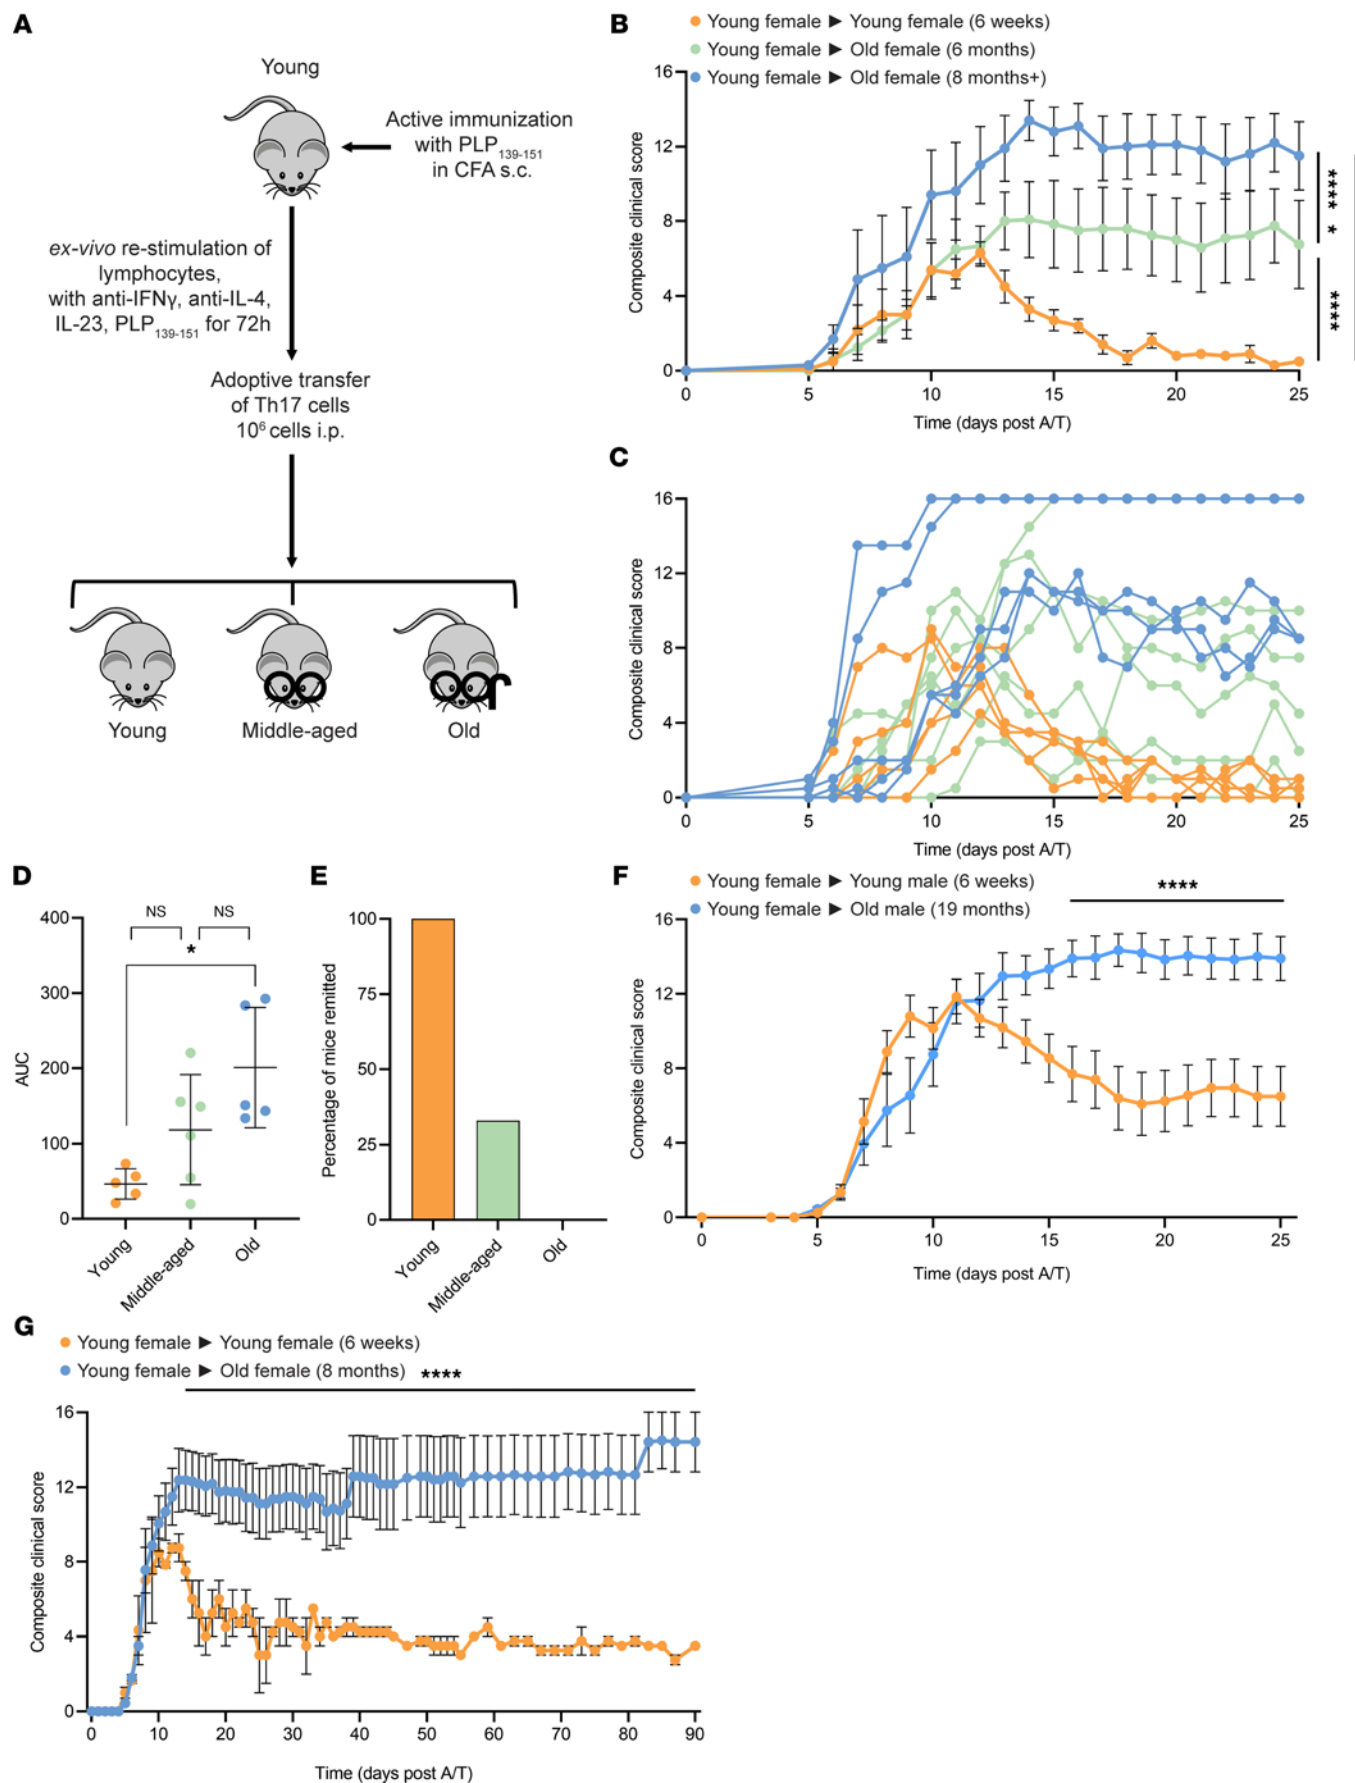 A
Young
Active immunization
with PLP139-151
in CFA s.c.
ex-vivo re-stimulation of
lymphocytes,
with anti-IFNγ, anti-IL-4,
IL-23, PLP139-151 for 72h
Adoptive transfer
of Th17 cells
10⁶ cells i.p.
Young
Middle-aged
Old
B
Young female ► Young female (6 weeks)
Young female ► Old female (6 months)
Young female ► Old female (8 months+)
Composite clinical score
16
12
8
4
0
0 5 10 15 20 25
Time (days post A/T)
****
*
****
C
Composite clinical score
16
12
8
4
0
0 5 10 15 20 25
Time (days post A/T)
D
AUC
400
300
200
100
0
NS NS
*
Young
Middle-aged
Old
E
Percentage of mice remitted
100
75
50
25
0
Young
Middle-aged
Old
F
Young female ► Young male (6 weeks)
Young female ► Old male (19 months)
****
Composite clinical score
16
12
8
4
0
0 5 10 15 20 25
Time (days post A/T)
G
Young female ► Young female (6 weeks)
Young female ► Old female (8 months)
****
Composite clinical score
16
12
8
4
0
0 10 20 30 40 50 60 70 80 90
Time (days post A/T)